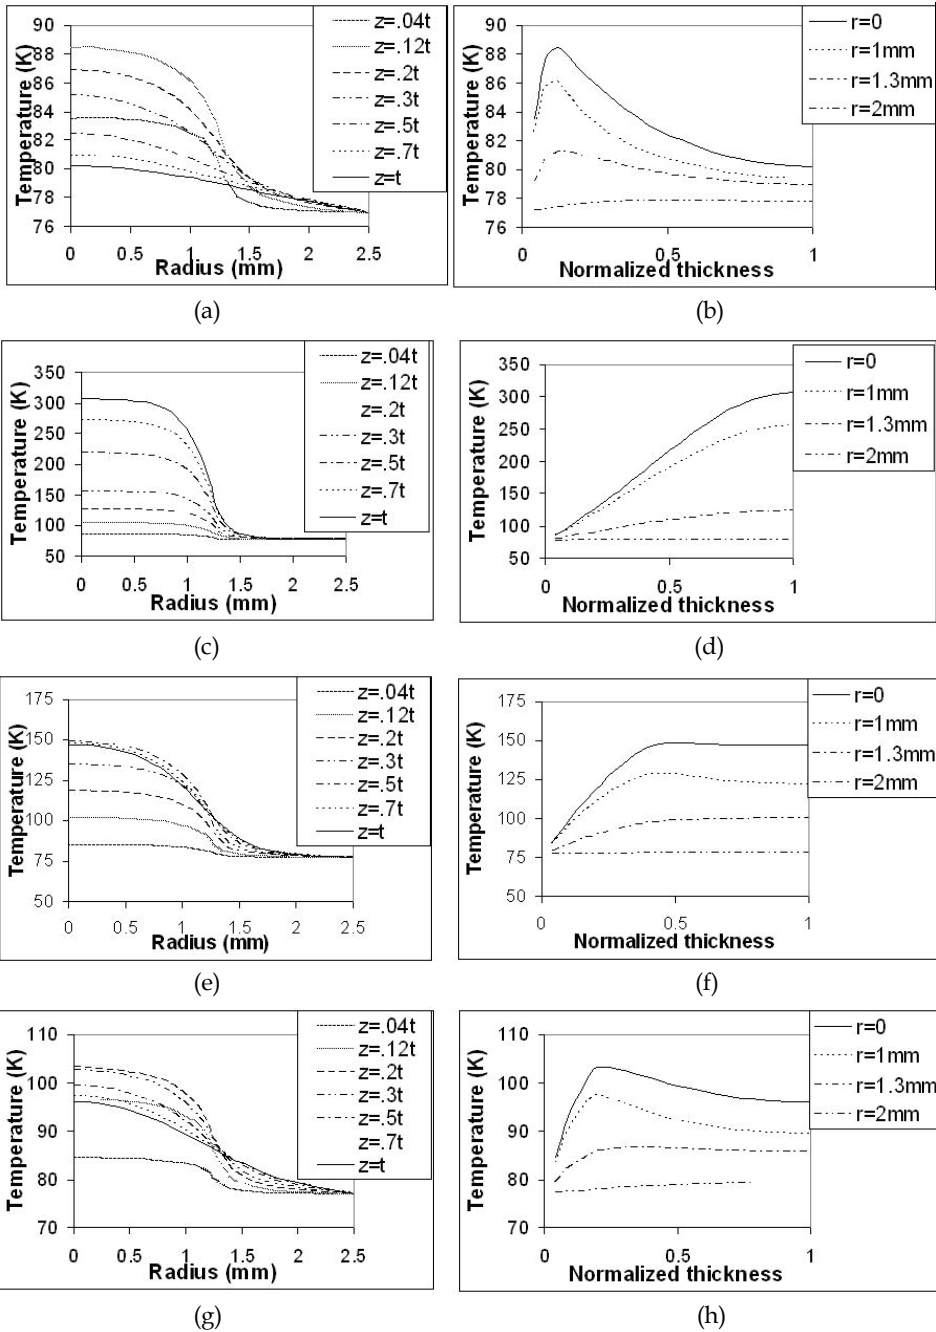 90
88
86
84
82
80
78
76
Temperature (K)
0 0.5 1 1.5 2 2.5
Radius (mm)
z=.04t
z=.12t
z=.2t
z=.3t
z=.5t
z=.7t
z=t
(a)
90
88
86
84
82
80
78
76
Temperature (K)
0 0.5 1
Normalized thickness
r=0
r=1mm
r=1.3mm
r=2mm
(b)
350
300
250
200
150
100
50
Temperature (K)
0 0.5 1 1.5 2 2.5
Radius (mm)
z=.04t
z=.12t
z=.2t
z=.3t
z=.5t
z=.7t
z=t
(c)
350
300
250
200
150
100
50
Temperature (K)
0 0.5 1
Normalized thickness
r=0
r=1mm
r=1.3mm
r=2mm
(d)
175
150
125
100
75
50
Temperature (K)
0 0.5 1 1.5 2 2.5
Radius (mm)
z=.04t
z=.12t
z=.2t
z=.3t
z=.5t
z=.7t
z=t
(e)
175
150
125
100
75
50
Temperature (K)
0 0.5 1
Normalized thickness
r=0
r=1mm
r=1.3mm
r=2mm
(f)
110
100
90
80
70
Temperature (K)
0 0.5 1 1.5 2 2.5
Radius (mm)
z=.04t
z=.12t
z=.2t
z=.3t
z=.5t
z=.7t
z=t
(g)
110
100
90
80
70
Temperature (K)
0 0.5 1
Normalized thickness
r=0
r=1mm
r=1.3mm
r=2mm
(h)